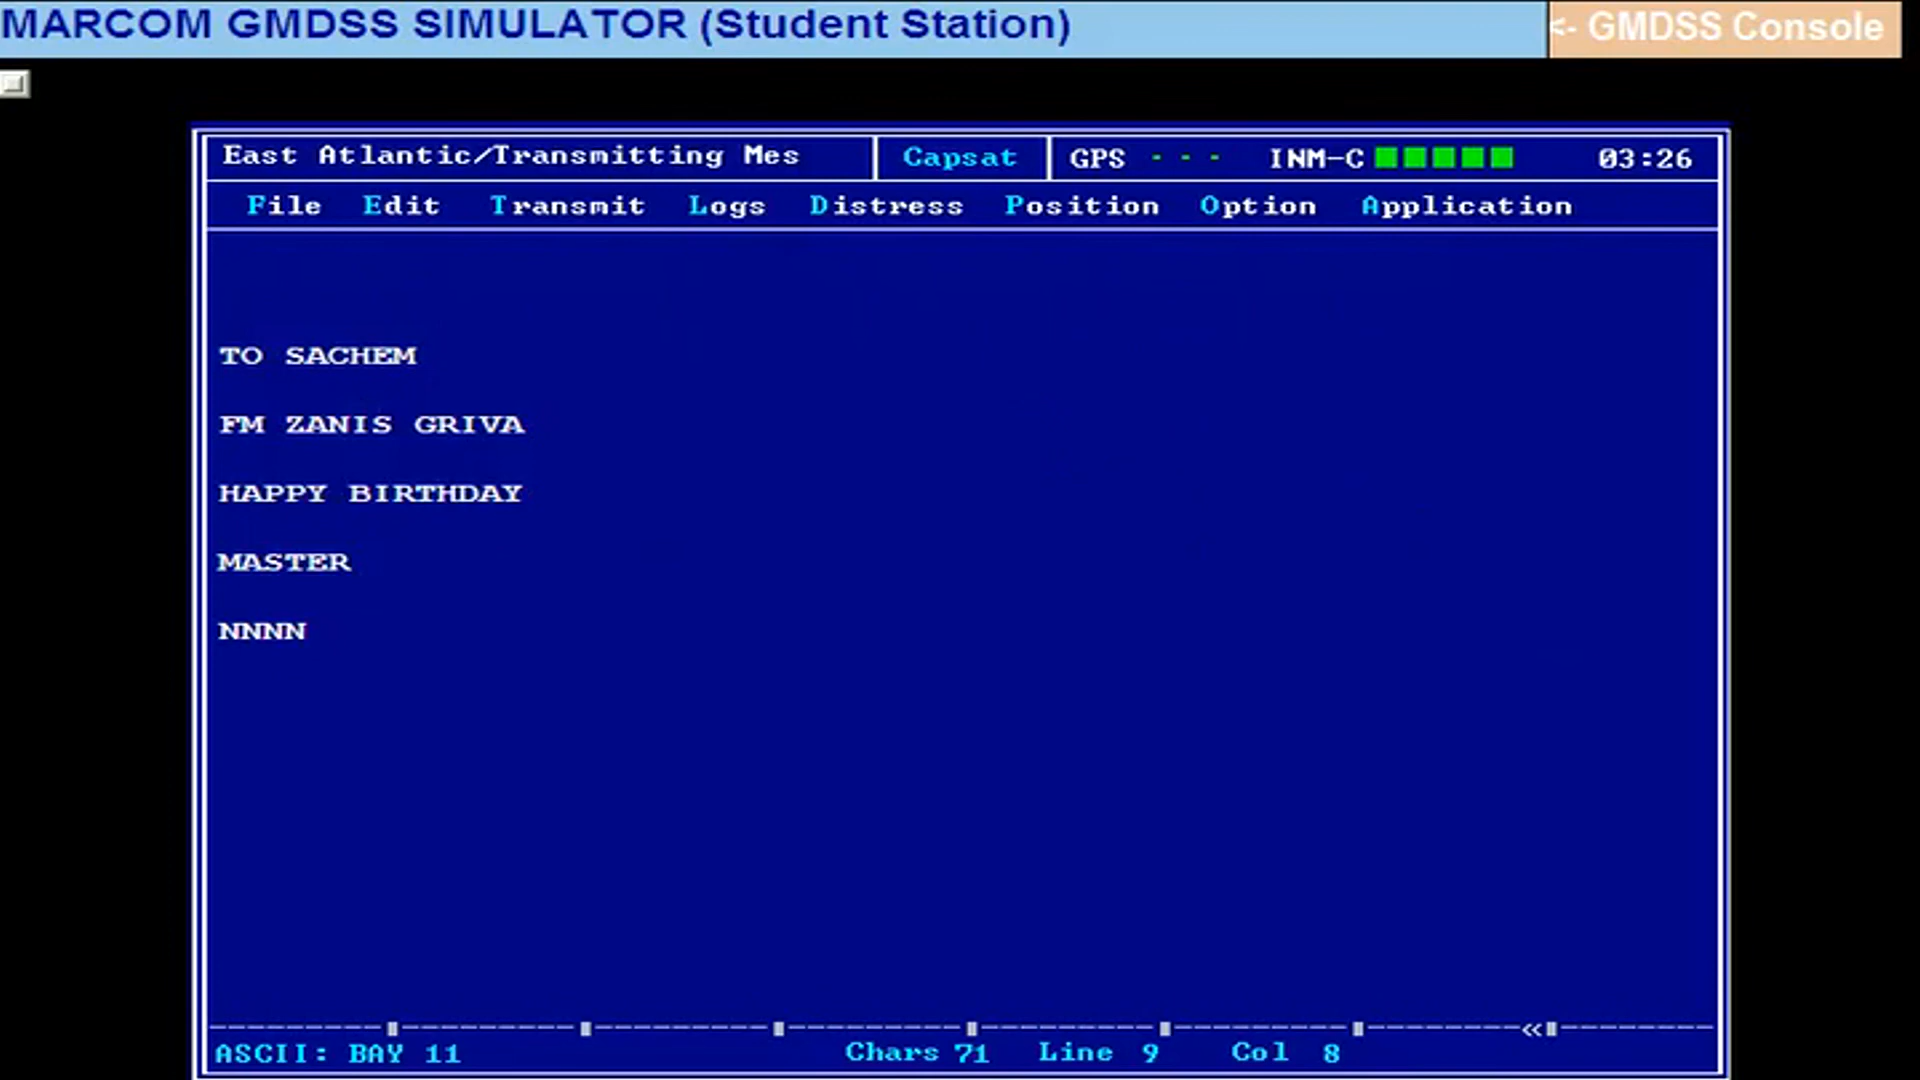 MARCOM GMDSS SIMULATOR (Student Station)
<- GMDSS Console
East Atlantic/Transmitting Mes
Capsat
GPS - - - INM-C 03:26
File Edit Transmit Logs Distress Position Option Application
TO SACHEM
FM ZANIS GRIVA
HAPPY BIRTHDAY
MASTER
NNNN
ASCII: BAY 11 Chars 71 Line 9 Col 8